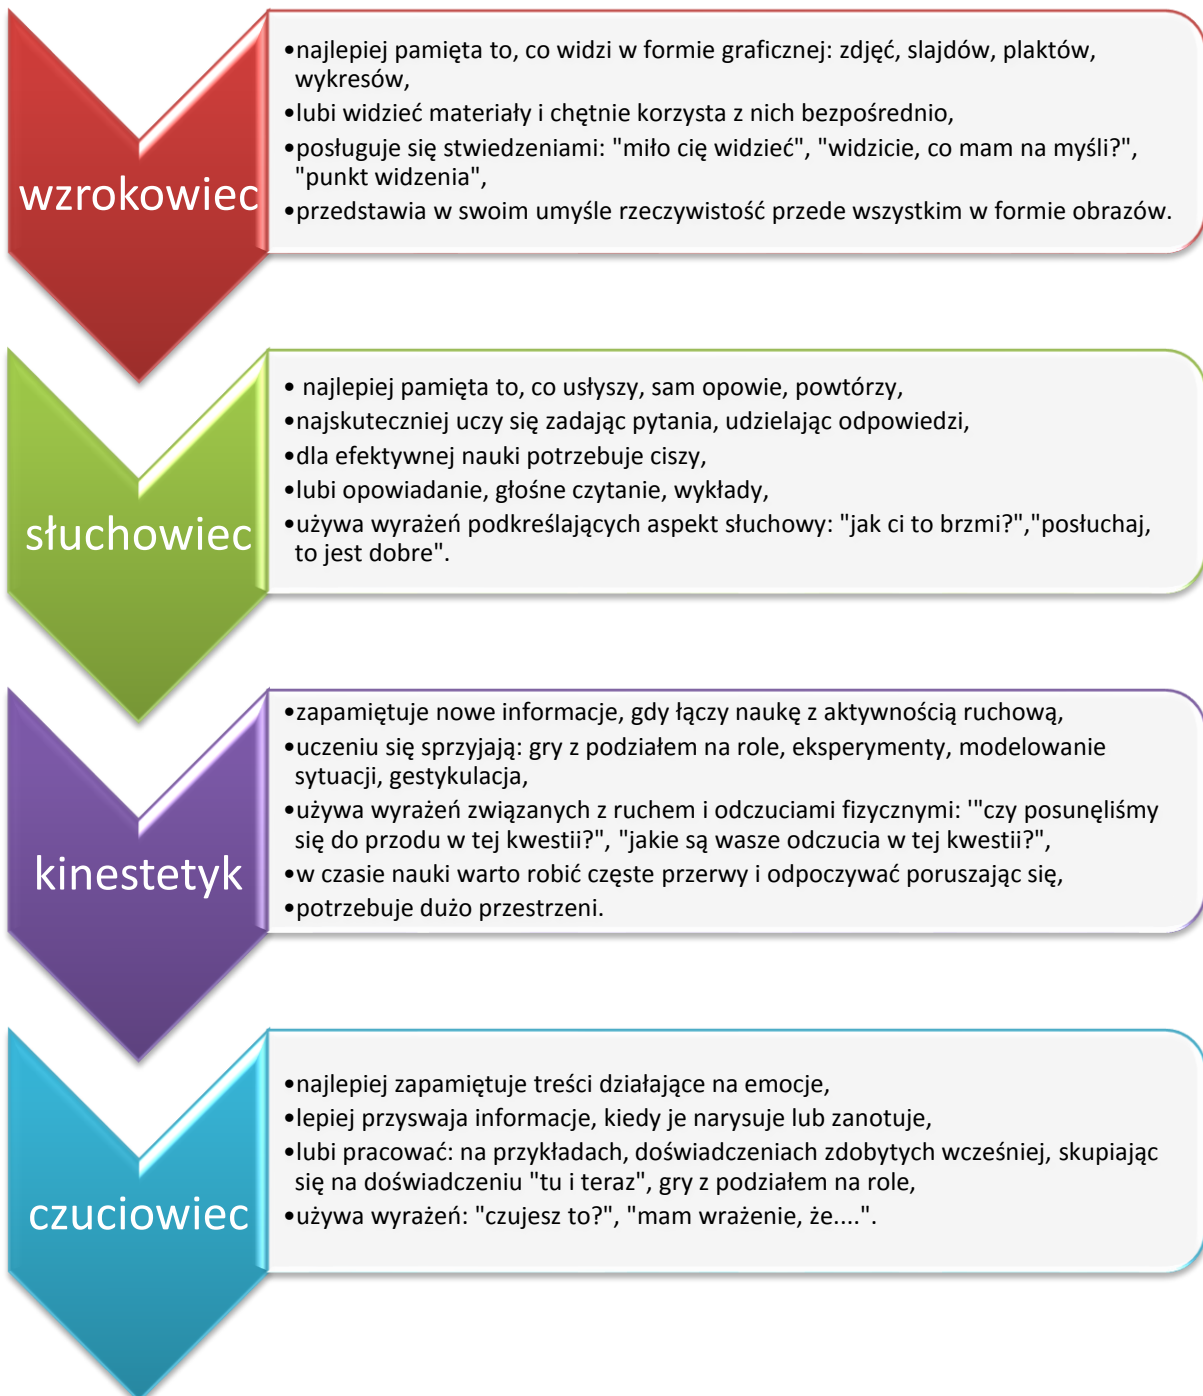 wzrokowiec
•najlepiej pamięta to, co widzi w formie graficznej: zdjęć, slajdów, plaktów,
wykresów,
•lubi widzieć materiały i chętnie korzysta z nich bezpośrednio,
•posługuje się stwiedzeniami: "miło cię widzieć", "widzicie, co mam na myśli?",
"punkt widzenia",
•przedstawia w swoim umyśle rzeczywistość przede wszystkim w formie obrazów.
słuchowiec
• najlepiej pamięta to, co usłyszy, sam opowie, powtórzy,
•najskuteczniej uczy się zadając pytania, udzielając odpowiedzi,
•dla efektywnej nauki potrzebuje ciszy,
•lubi opowiadanie, głośne czytanie, wykłady,
•używa wyrażeń podkreślających aspekt słuchowy: "jak ci to brzmi?","posłuchaj,
to jest dobre".
kinestetyk
•zapamiętuje nowe informacje, gdy łączy naukę z aktywnością ruchową,
•uczeniu się sprzyjają: gry z podziałem na role, eksperymenty, modelowanie
sytuacji, gestykulacja,
•używa wyrażeń związanych z ruchem i odczuciami fizycznymi: '"czy posunęliśmy
się do przodu w tej kwestii?", "jakie są wasze odczucia w tej kwestii?",
•w czasie nauki warto robić częste przerwy i odpoczywać poruszając się,
•potrzebuje dużo przestrzeni.
czuciowiec
•najlepiej zapamiętuje treści działające na emocje,
•lepiej przyswaja informacje, kiedy je narysuje lub zanotuje,
•lubi pracować: na przykładach, doświadczeniach zdobytych wcześniej, skupiając
się na doświadczeniu "tu i teraz", gry z podziałem na role,
•używa wyrażeń: "czujesz to?", "mam wrażenie, że....".